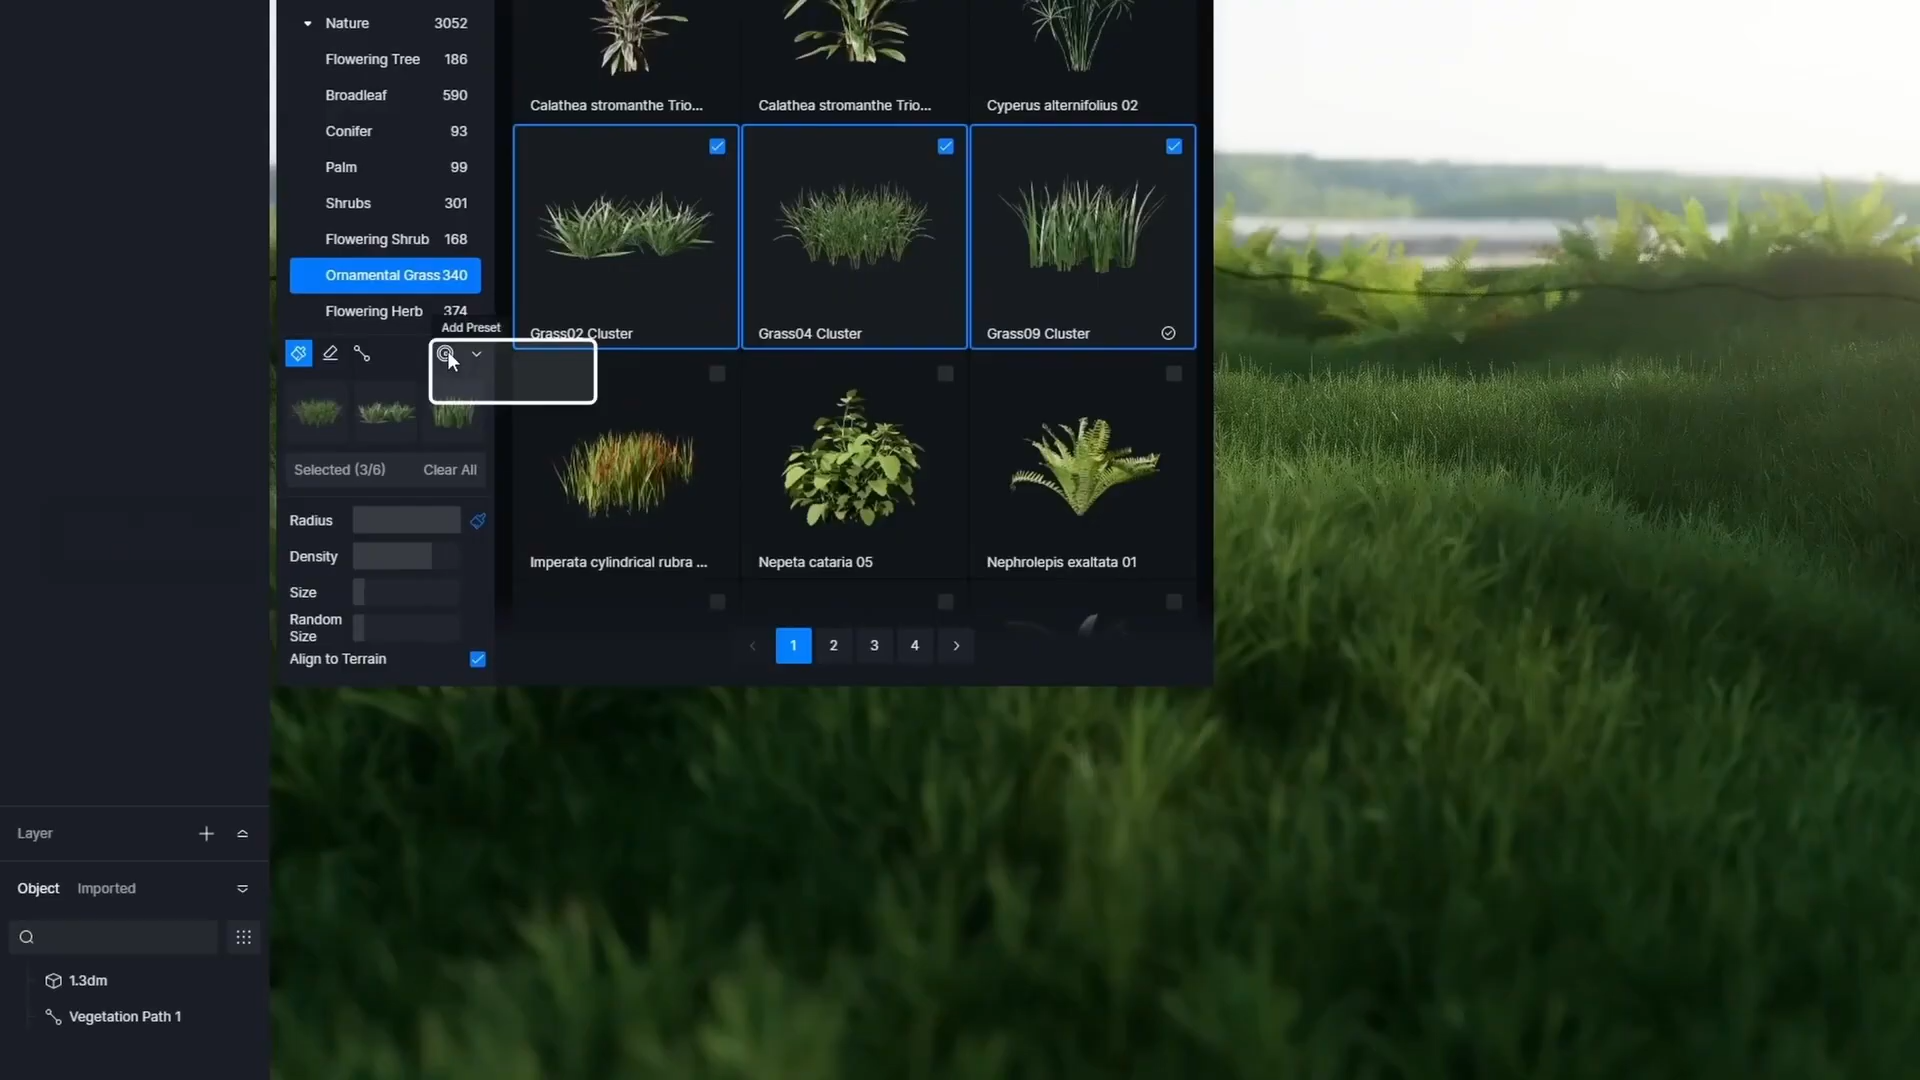 Nature 3052
Flowering Tree 186
Broadleaf 590
Conifer 93
Palm 99
Shrubs 301
Flowering Shrub 168
Ornamental Grass 340
Flowering Herb 374
Add Preset
Selected (3/6) Clear All
Radius
Density
Size
Random
Size
Align to Terrain
Calathea stromanthe Trio...
Calathea stromanthe Trio...
Cyperus alternifolius 02
Grass02 Cluster
Grass04 Cluster
Grass09 Cluster
Imperata cylindrical rubra ...
Nepeta cataria 05
Nephrolepis exaltata 01
1 2 3 4
Layer
Object Imported
1.3dm
Vegetation Path 1